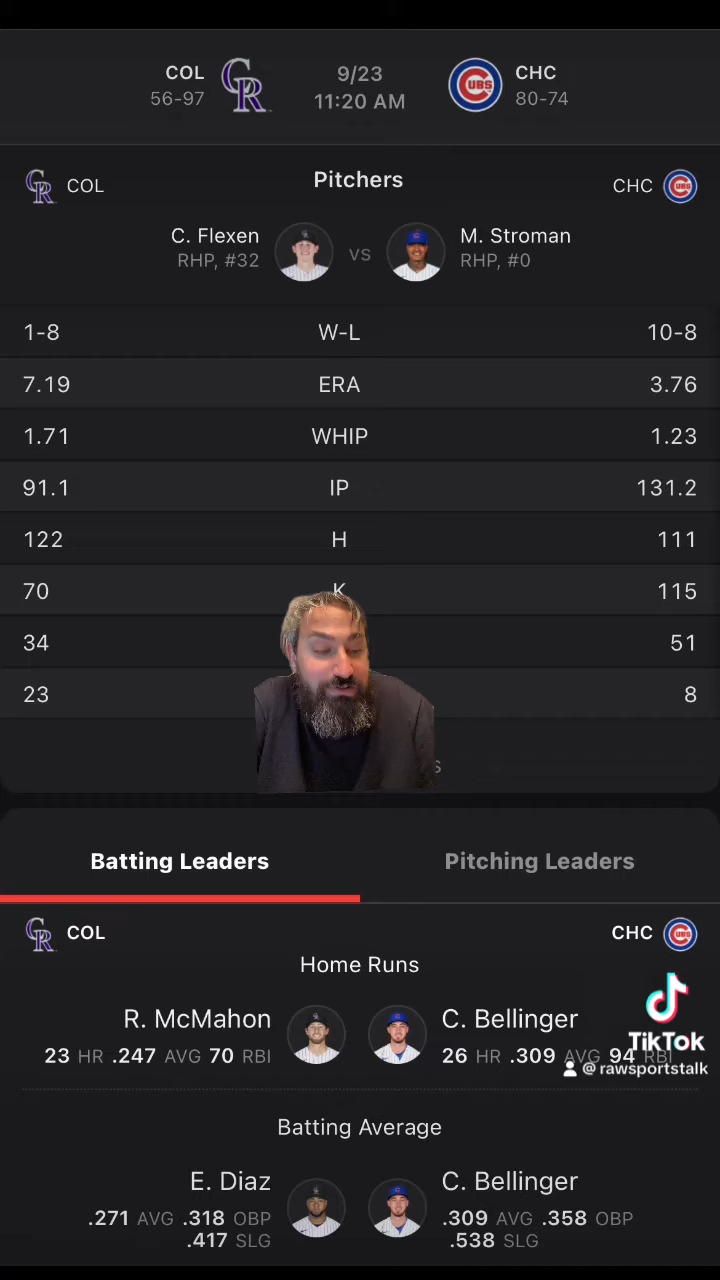 COL 9/23 CHC
56-97 11:20 AM 80-74
COL Pitchers CHC
C. Flexen vs M. Stroman
RHP, #32 RHP, #0
1-8 W-L 10-8
7.19 ERA 3.76
1.71 WHIP 1.23
91.1 IP 131.2
122 H 111
70 K 115
34 51
23 8
s
Batting Leaders Pitching Leaders
COL CHC
Home Runs
R. McMahon C. Bellinger
23 HR .247 AVG 70 RBI 26 HR .309 AVG 94 RBI
TikTok
@rawsportstalk
Batting Average
E. Diaz C. Bellinger
.271 AVG .318 OBP .309 AVG .358 OBP
.417 SLG .538 SLG